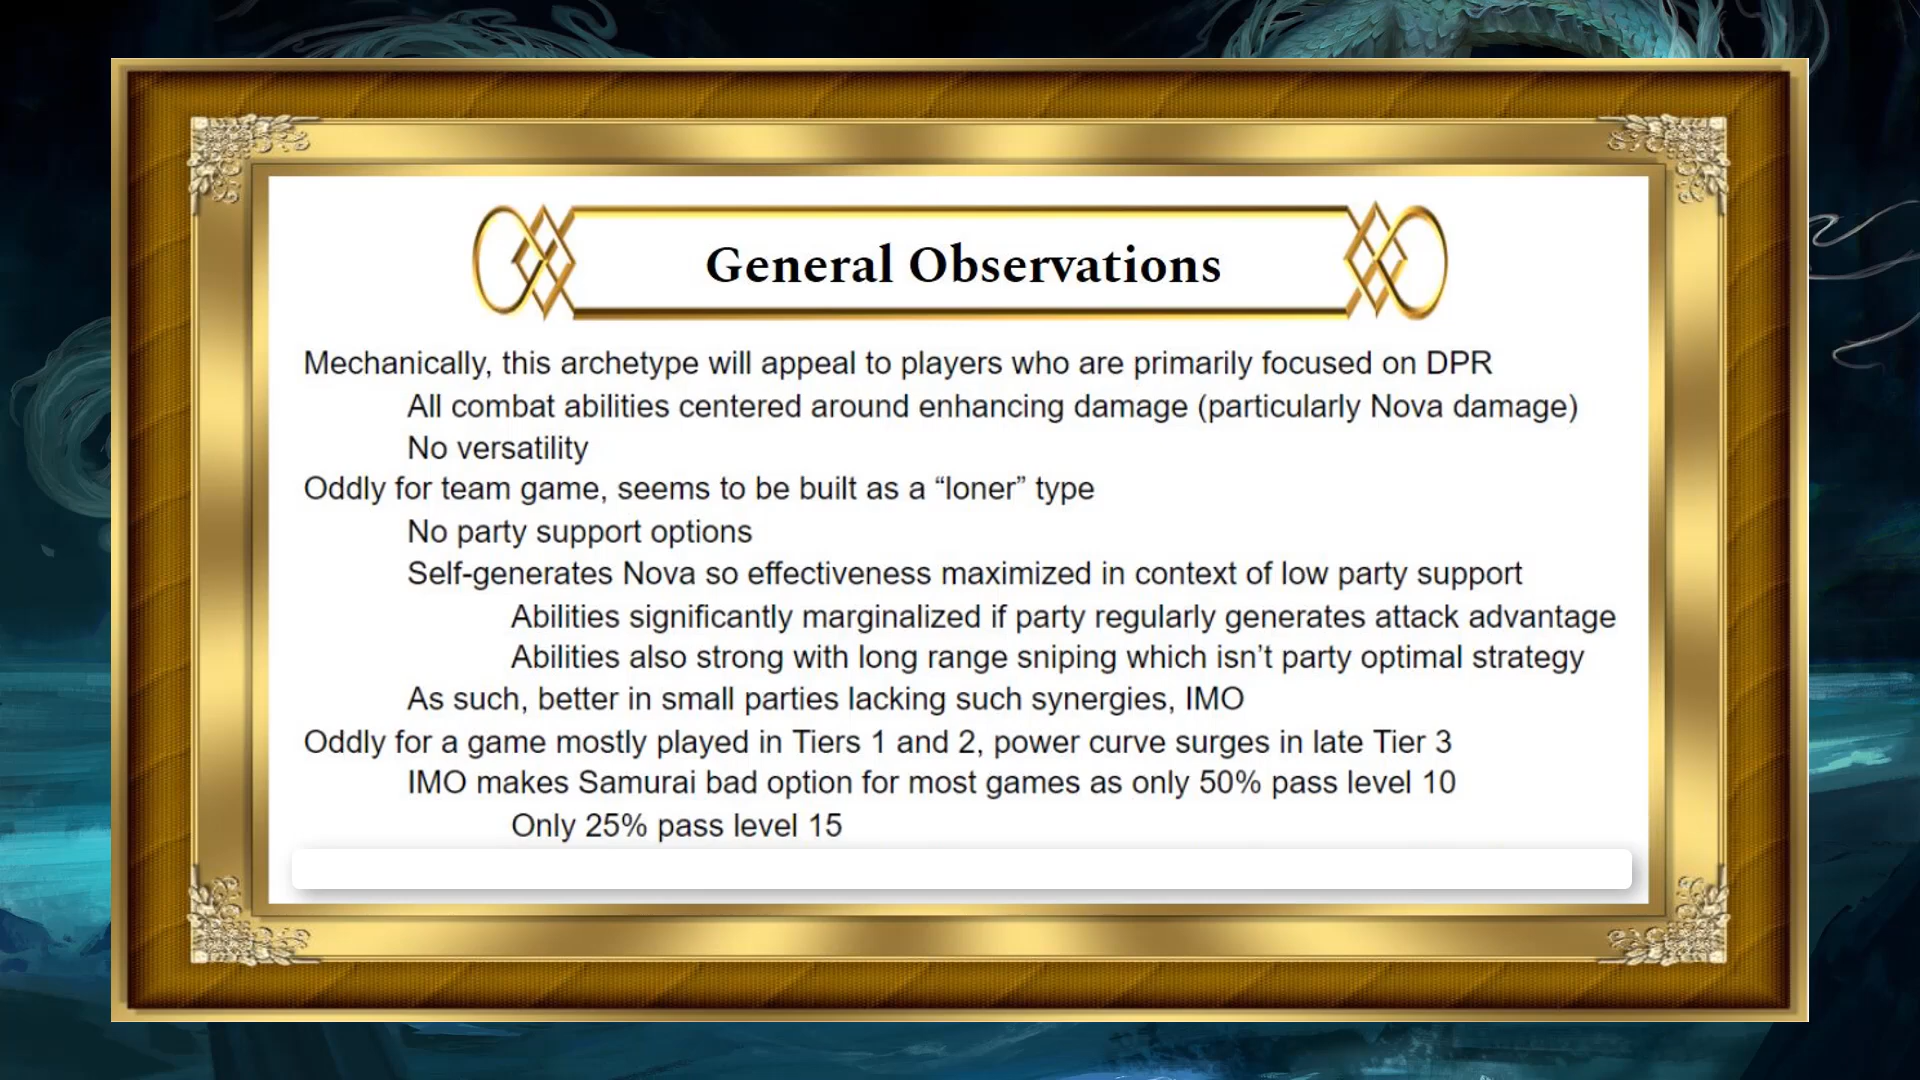 General Observations
Mechanically, this archetype will appeal to players who are primarily focused on DPR
All combat abilities centered around enhancing damage (particularly Nova damage)
No versatility
Oddly for team game, seems to be built as a “loner” type
No party support options
Self-generates Nova so effectiveness maximized in context of low party support
Abilities significantly marginalized if party regularly generates attack advantage
Abilities also strong with long range sniping which isn’t party optimal strategy
As such, better in small parties lacking such synergies, IMO
Oddly for a game mostly played in Tiers 1 and 2, power curve surges in late Tier 3
IMO makes Samurai bad option for most games as only 50% pass level 10
Only 25% pass level 15